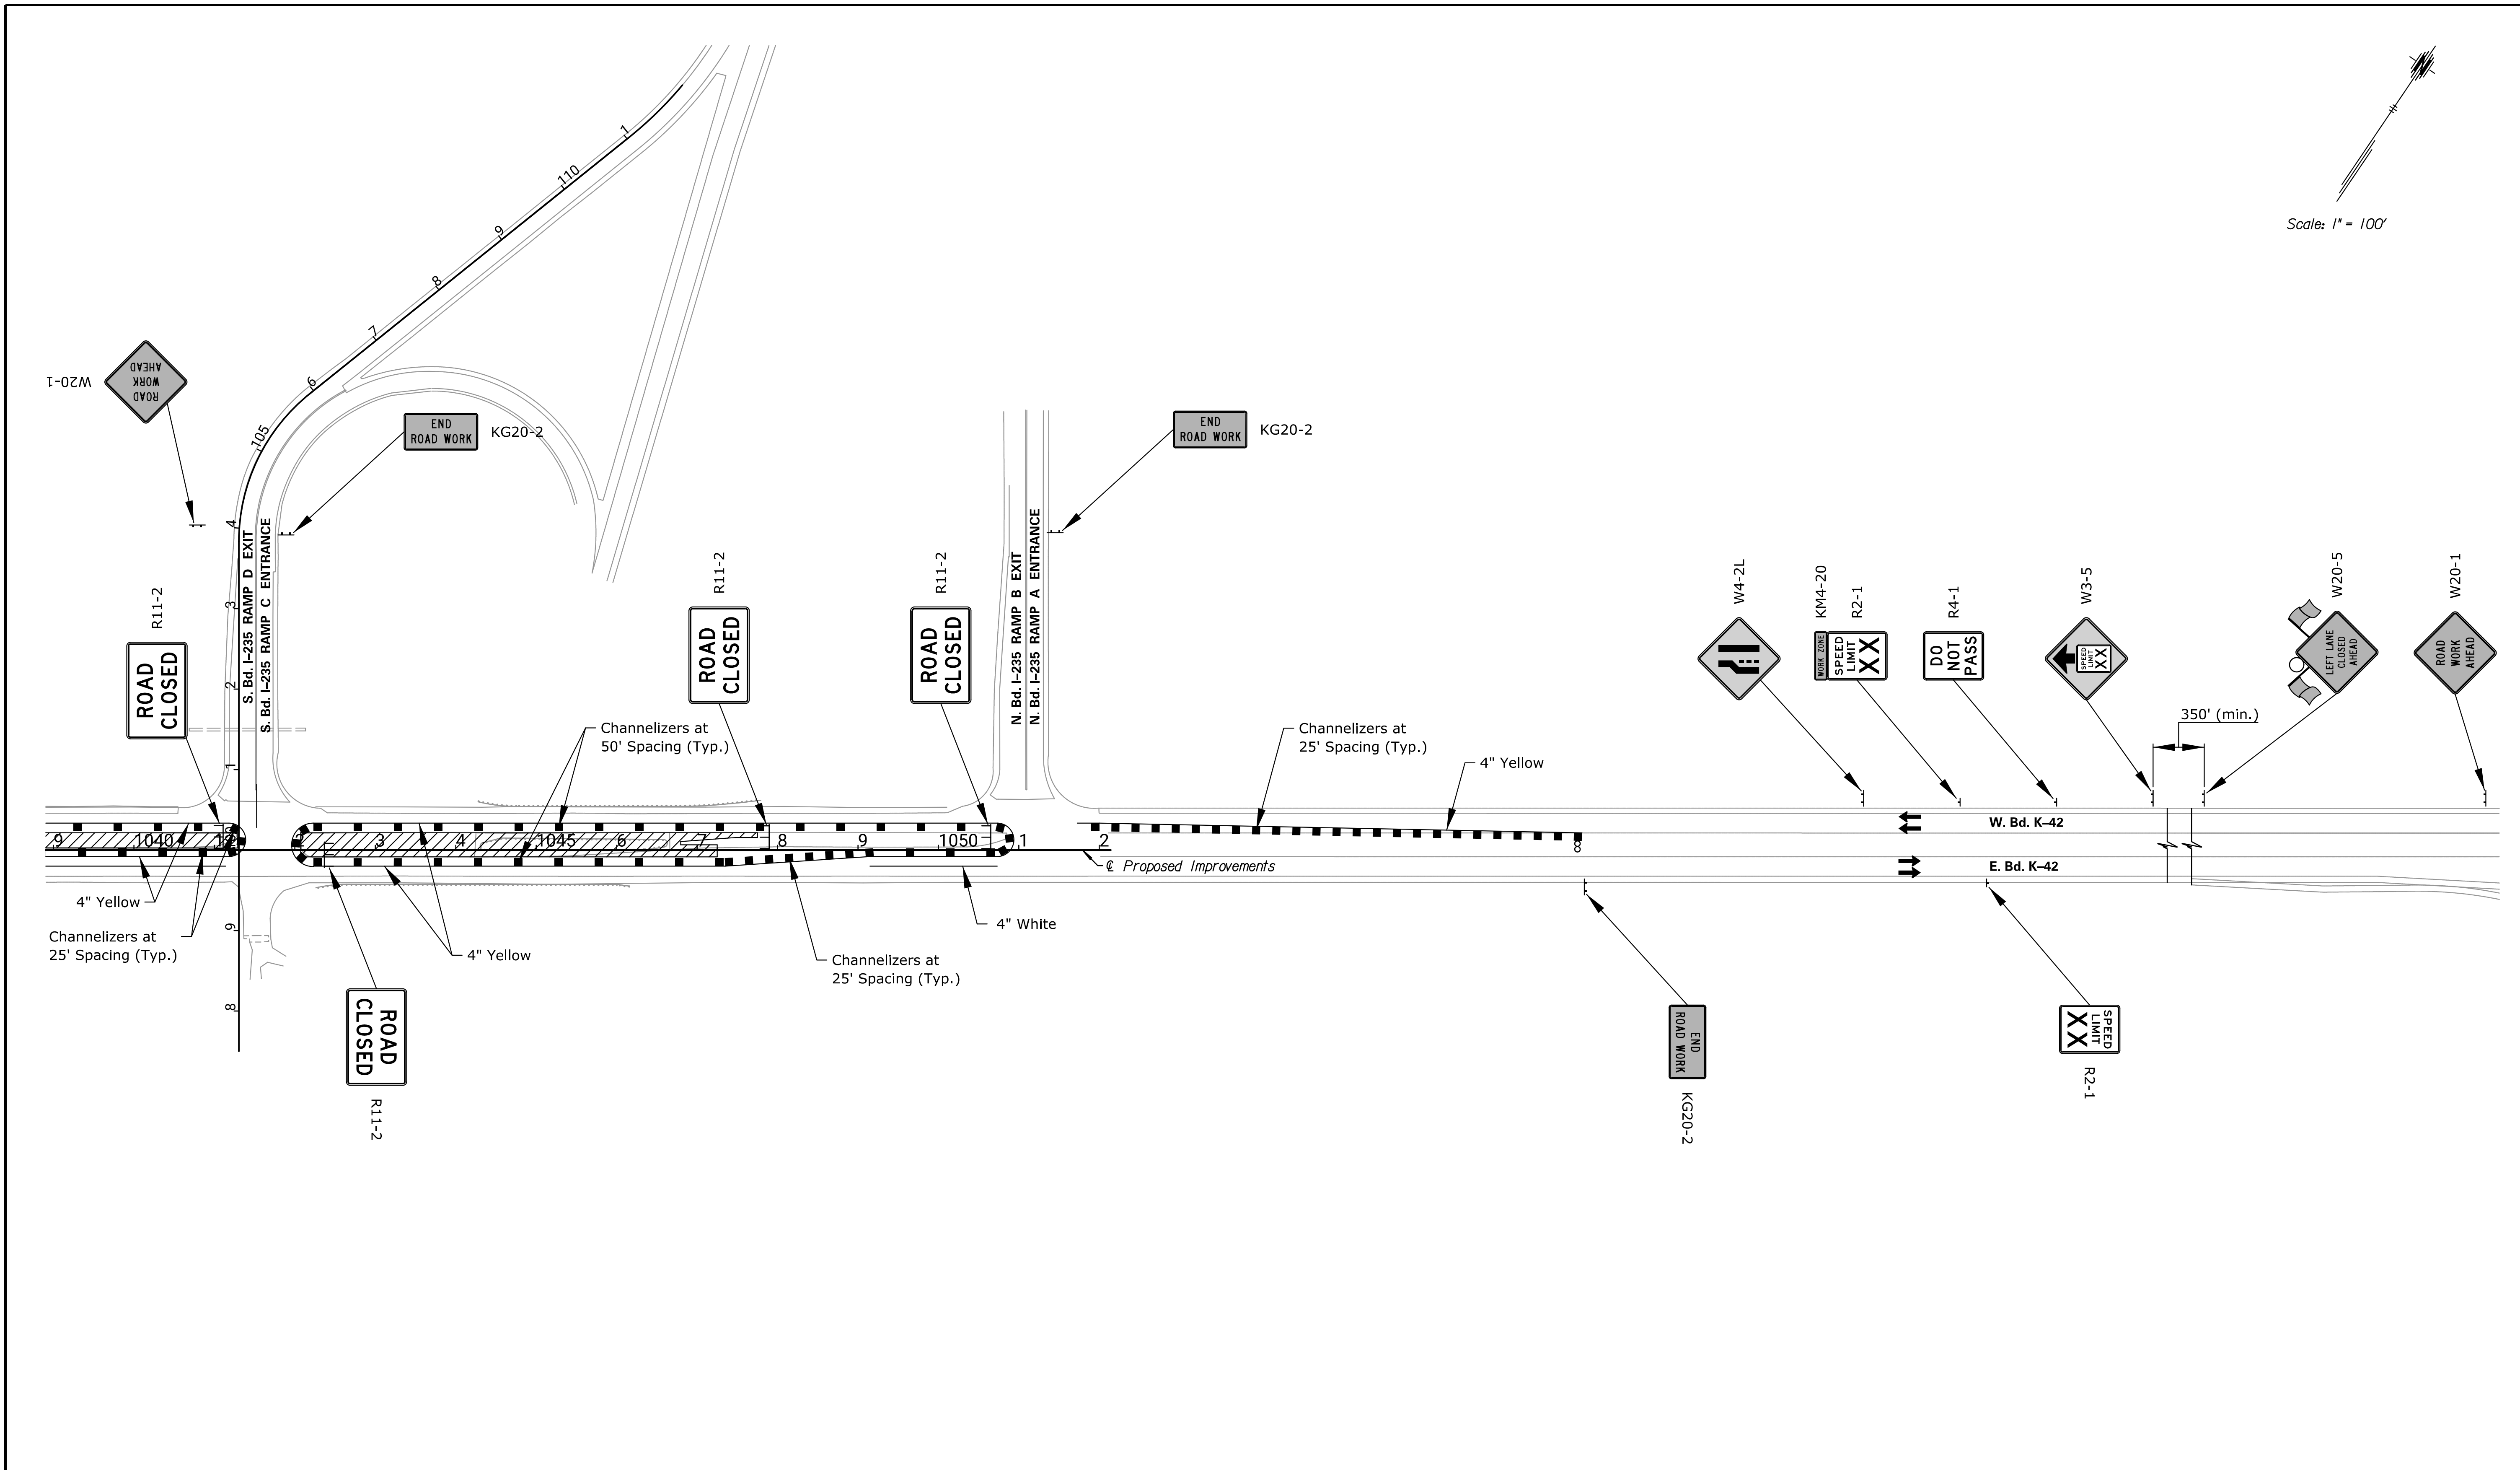 Scale: 1" = 100'
1
110
9
8
7
6
105
4
3
2
1
9
8
W20-1
ROAD
WORK
AHEAD
END
ROAD WORK
KG20-2
END
ROAD WORK
KG20-2
S. Bd. I-235 RAMP D EXIT
S. Bd. I-235 RAMP C ENTRANCE
N. Bd. I-235 RAMP B EXIT
N. Bd. I-235 RAMP A ENTRANCE
R11-2
ROAD
CLOSED
R11-2
ROAD
CLOSED
R11-2
ROAD
CLOSED
W4-2L
KM4-20
WORK ZONE
R2-1
SPEED
LIMIT
XX
R4-1
DO
NOT
PASS
W3-5
SPEED
LIMIT
XX
W20-5
LEFT LANE
CLOSED
AHEAD
W20-1
ROAD
WORK
AHEAD
350' (min.)
Channelizers at
50' Spacing (Typ.)
Channelizers at
25' Spacing (Typ.)
4" Yellow
9
1040
1
2
3
4
1045
6
7
8
9
1050
1
2
W. Bd. K-42
E. Bd. K-42
℄ Proposed Improvements
4" Yellow
Channelizers at
25' Spacing (Typ.)
4" Yellow
4" White
Channelizers at
25' Spacing (Typ.)
ROAD
CLOSED
R11-2
END
ROAD WORK
KG20-2
SPEED
LIMIT
XX
R2-1